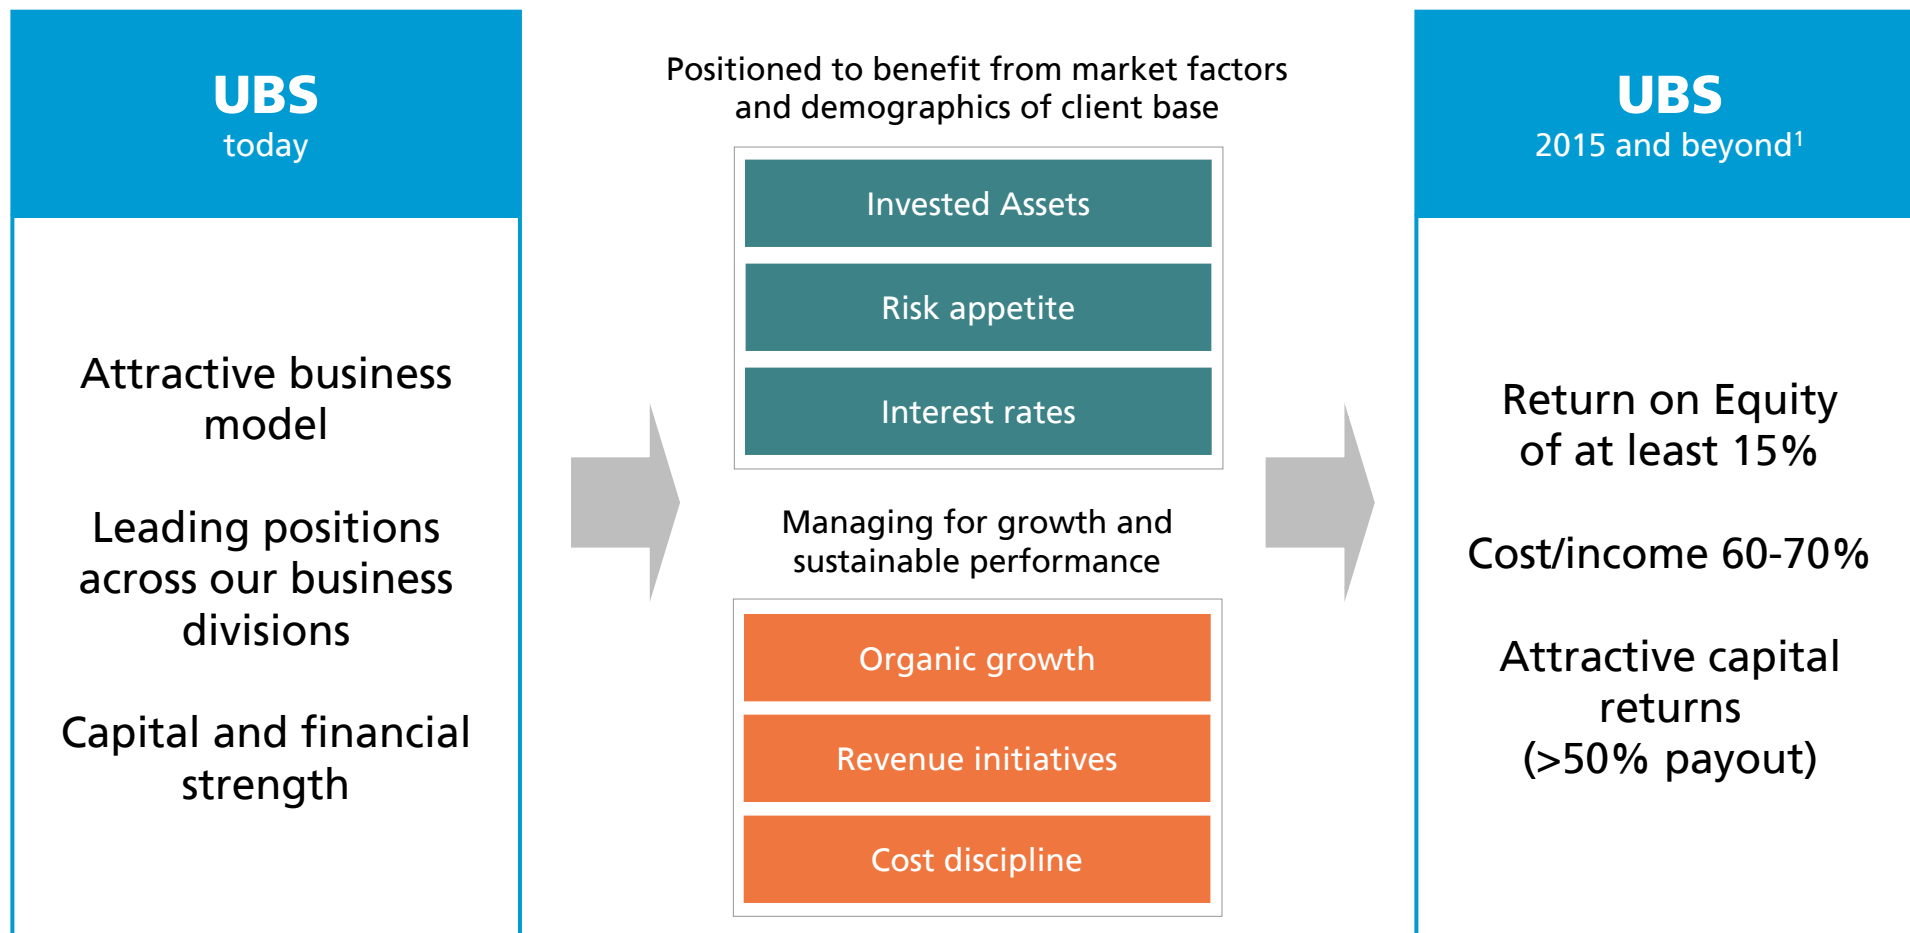 UBS
today
Attractive business
model
Leading positions
across our business
divisions
Capital and financial
strength
Positioned to benefit from market factors
and demographics of client base
Invested Assets
Risk appetite
Interest rates
Managing for growth and
sustainable performance
Organic growth
Revenue initiatives
Cost discipline
UBS
2015 and beyond¹
Return on Equity
of at least 15%
Cost/income 60-70%
Attractive capital
returns
(>50% payout)